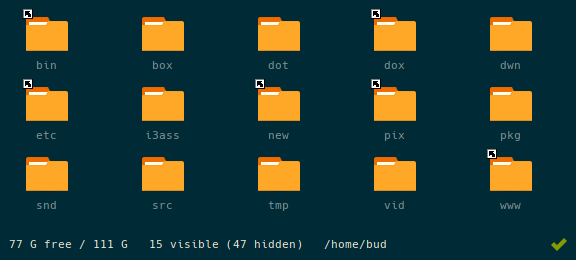 bin box dot dox dwn
etc i3ass new pix pkg
snd src tmp vid www
77 G free / 111 G 15 visible (47 hidden) /home/bud